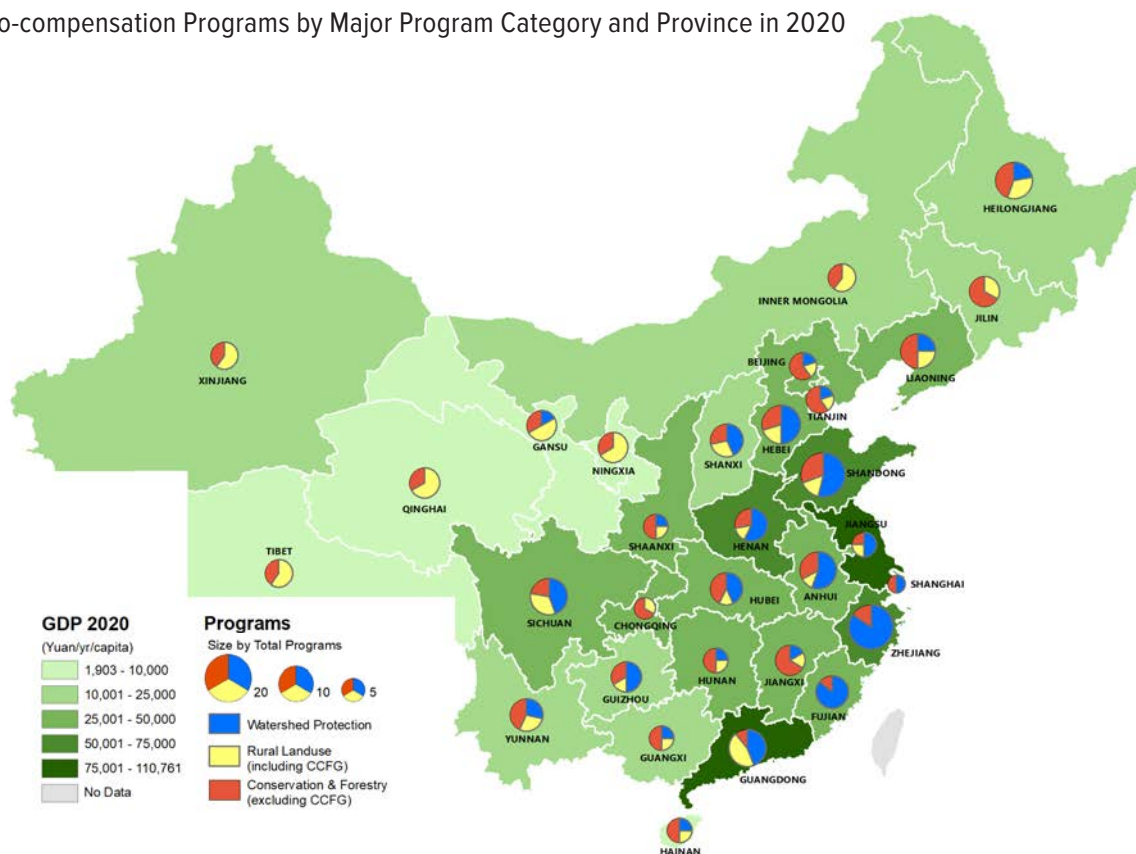 o-compensation Programs by Major Program Category and Province in 2020
HEILONGJIANG
INNER MONGOLIA
JILIN
XINJIANG
BEIJING
LIAONING
TIANJIN
GANSU
NINGXIA
SHANXI
HEBEI
SHANDONG
QINGHAI
SHAANXI
HENAN
JIANGSU
TIBET
SHANGHAI
ANHUI
HUBEI
SICHUAN
CHONGQING
ZHEJIANG
HUNAN
JIANGXI
GUIZHOU
FUJIAN
YUNNAN
GUANGXI
GUANGDONG
HAINAN
GDP 2020
(Yuan/yr/capita)
1,903 - 10,000
10,001 - 25,000
25,001 - 50,000
50,001 - 75,000
75,001 - 110,761
No Data
Programs
Size by Total Programs
20
10
5
Watershed Protection
Rural Landuse
(including CCFG)
Conservation & Forestry
(excluding CCFG)